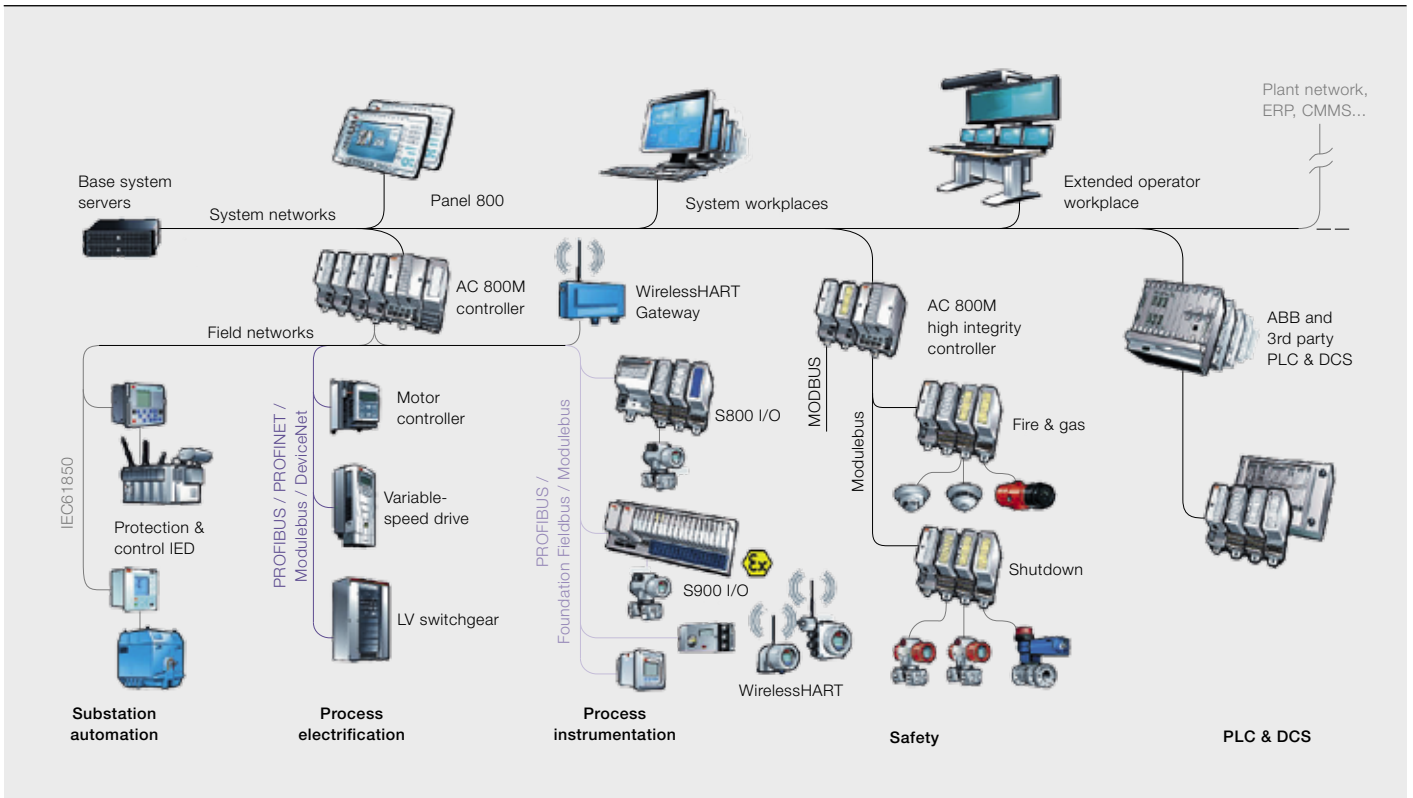 Plant network,
ERP, CMMS...
Base system
servers
System networks
Panel 800
System workplaces
Extended operator
workplace
AC 800M
controller
WirelessHART
Gateway
AC 800M
high integrity
controller
ABB and
3rd party
PLC & DCS
Field networks
IEC61850
Protection &
control IED
PROFIBUS / PROFINET /
Modulebus / DeviceNet
Motor
controller
Variable-
speed drive
LV switchgear
PROFIBUS /
Foundation Fieldbus / Modulebus
S800 I/O
S900 I/O
Ex
WirelessHART
MODBUS
Modulebus
Fire & gas
Shutdown
Substation
automation
Process
electrification
Process
instrumentation
Safety
PLC & DCS